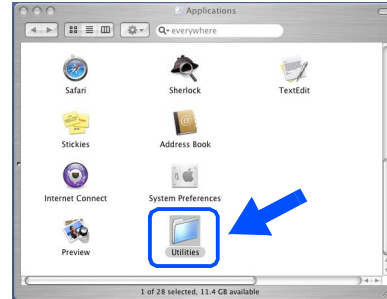 Applications
everywhere
Safari
Sherlock
TextEdit
Stickies
Address Book
Internet Connect
System Preferences
Preview
Utilities
1 of 28 selected, 11.4 GB available